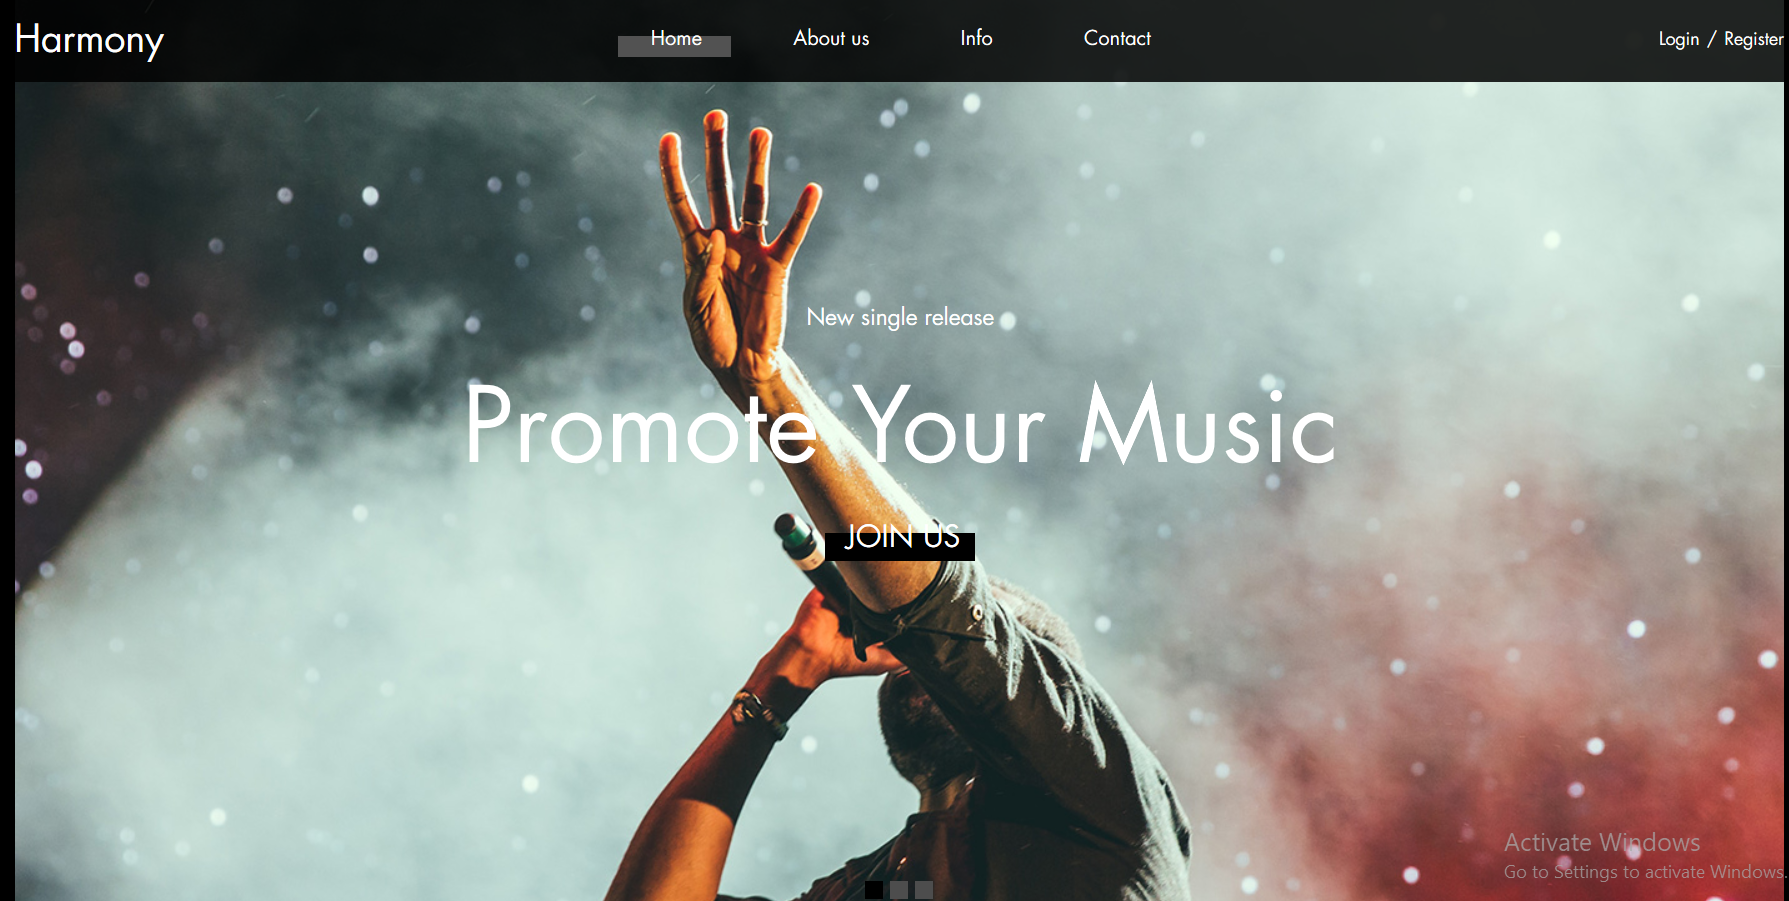 Harmony
Home
About us
Info
Contact
Login / Register
New single release
Promote Your Music
JOIN US
Activate Windows
Go to Settings to activate Windows.